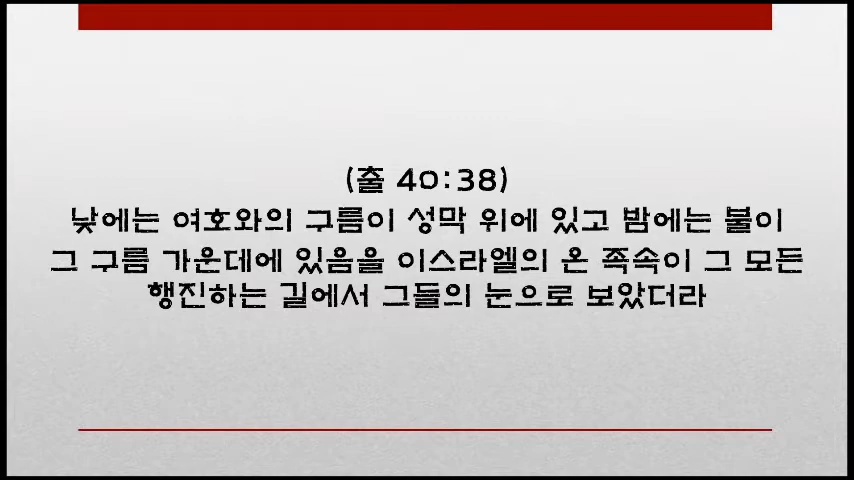 (출 40:38)
낮에는 여호와의 구름이 성막 위에 있고 밤에는 불이
그 구름 가운데에 있음을 이스라엘의 온 족속이 그 모든
행진하는 길에서 그들의 눈으로 보았더라